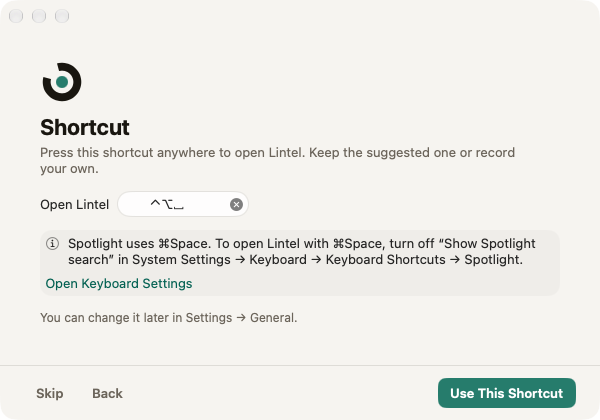 Shortcut
Press this shortcut anywhere to open Lintel. Keep the suggested one or record
your own.
Open Lintel ⌃⌥⎵
Spotlight uses ⌘Space. To open Lintel with ⌘Space, turn off “Show Spotlight
search” in System Settings → Keyboard → Keyboard Shortcuts → Spotlight.
Open Keyboard Settings
You can change it later in Settings → General.
Skip Back Use This Shortcut